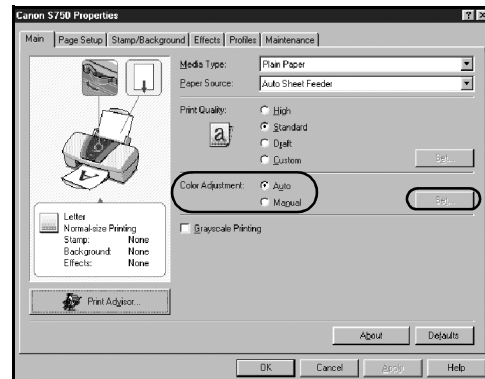 Canon S750 Properties
Main Page Setup Stamp/Background Effects Profiles Maintenance
Media Type: Plain Paper
Paper Source: Auto Sheet Feeder
Print Quality: High
Standard
Draft
Custom Set...
Color Adjustment: Auto
Manual Set...
Grayscale Printing
Letter
Normal-size Printing
Stamp: None
Background: None
Effects: None
Print Advisor...
About Defaults
OK Cancel Apply Help